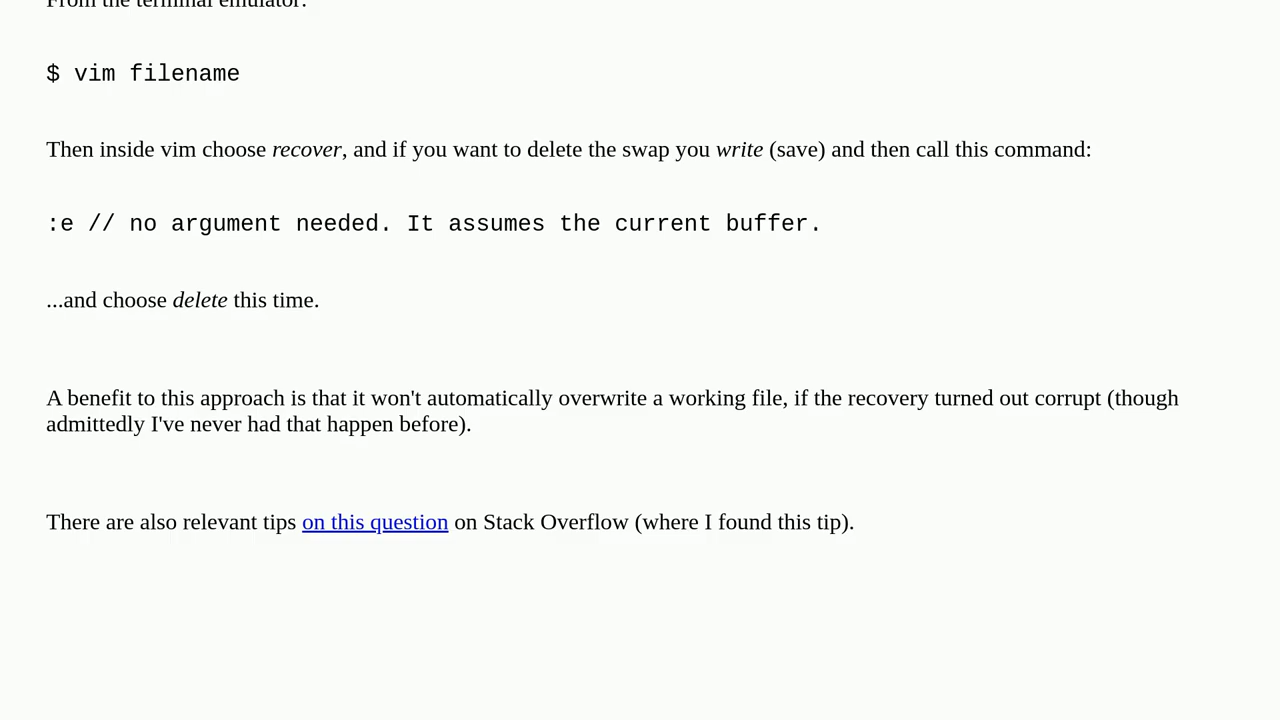 From the terminal emulator:
$ vim filename
Then inside vim choose recover, and if you want to delete the swap you write (save) and then call this command:
:e // no argument needed. It assumes the current buffer.
...and choose delete this time.
A benefit to this approach is that it won't automatically overwrite a working file, if the recovery turned out corrupt (though
admittedly I've never had that happen before).
There are also relevant tips on this question on Stack Overflow (where I found this tip).